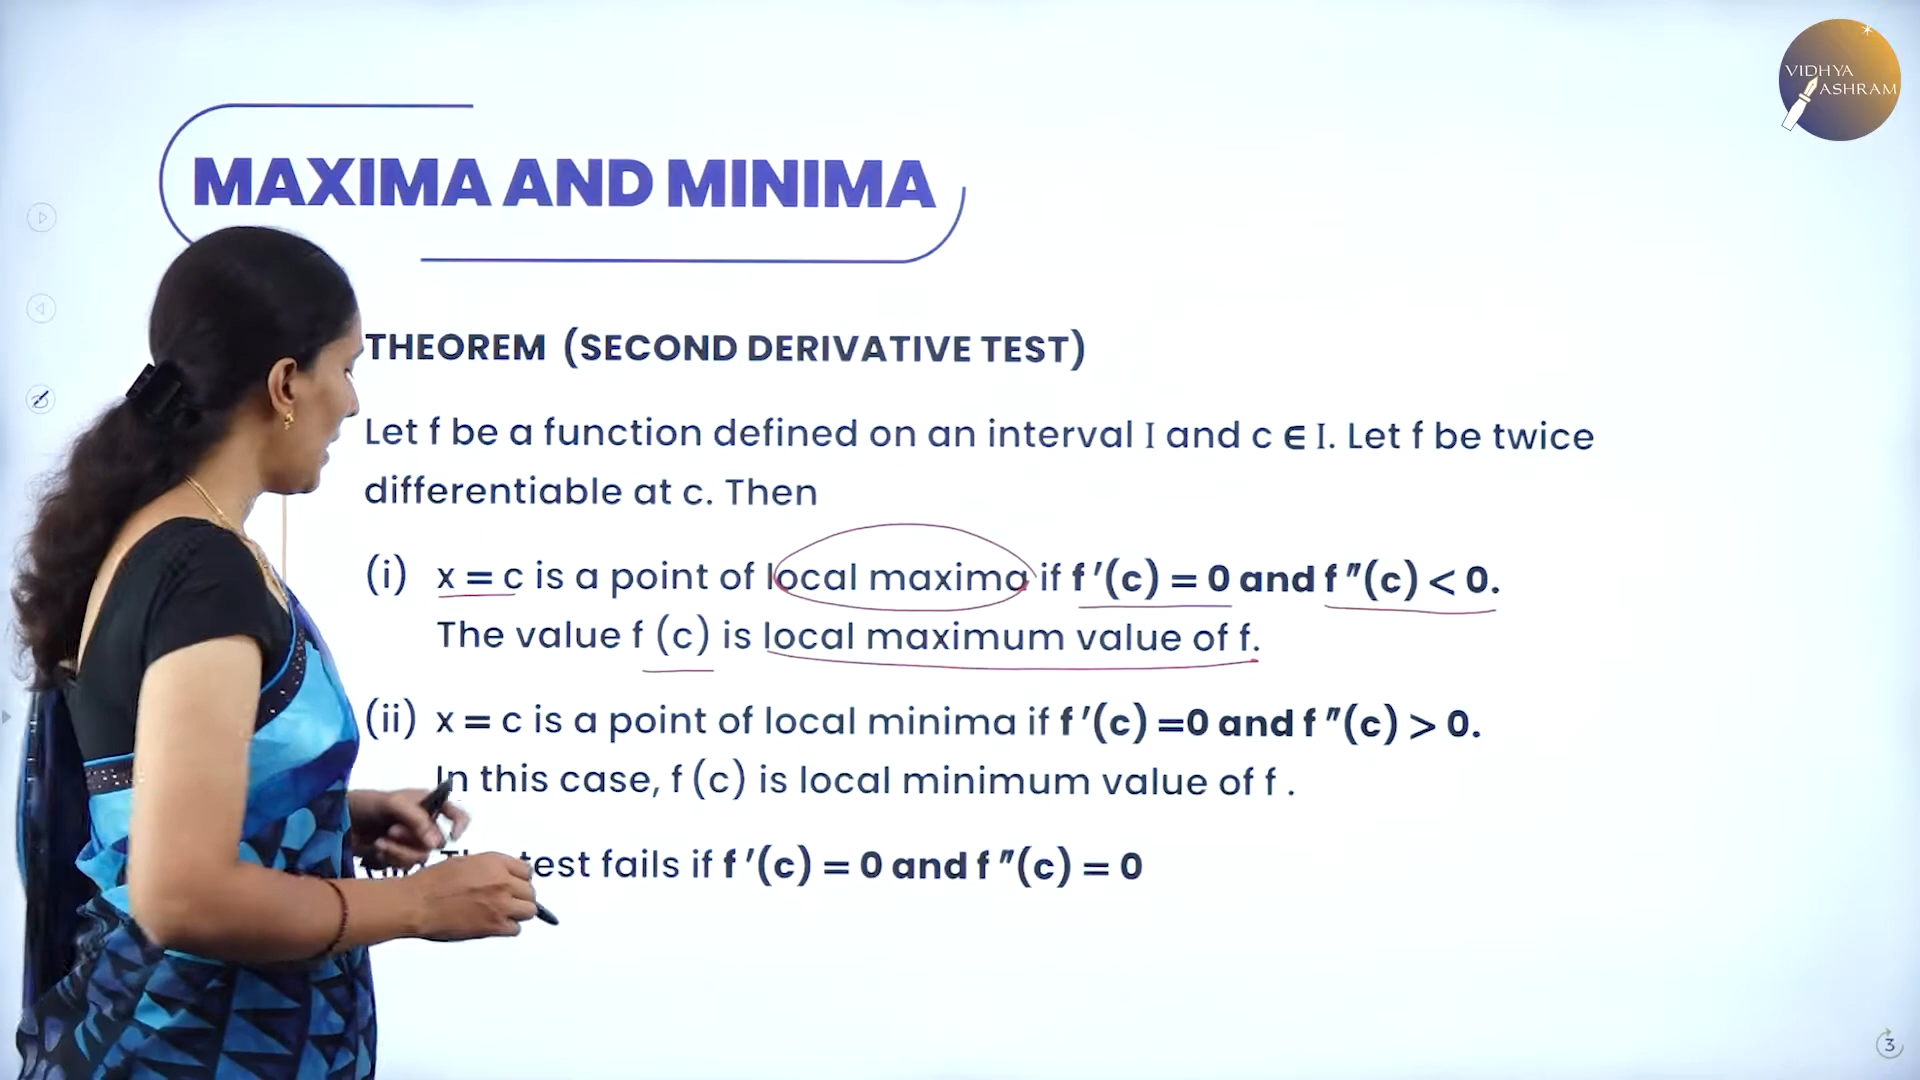 VIDHYA
ASHRAM
MAXIMA AND MINIMA
THEOREM (SECOND DERIVATIVE TEST)
Let f be a function defined on an interval I and c ∈ I. Let f be twice
differentiable at c. Then
(i) x = c is a point of local maxima if f ′(c) = 0 and f ″(c) < 0.
The value f (c) is local maximum value of f.
(ii) x = c is a point of local minima if f ′(c) =0 and f ″(c) > 0.
In this case, f (c) is local minimum value of f .
test fails if f ′(c) = 0 and f ″(c) = 0
3